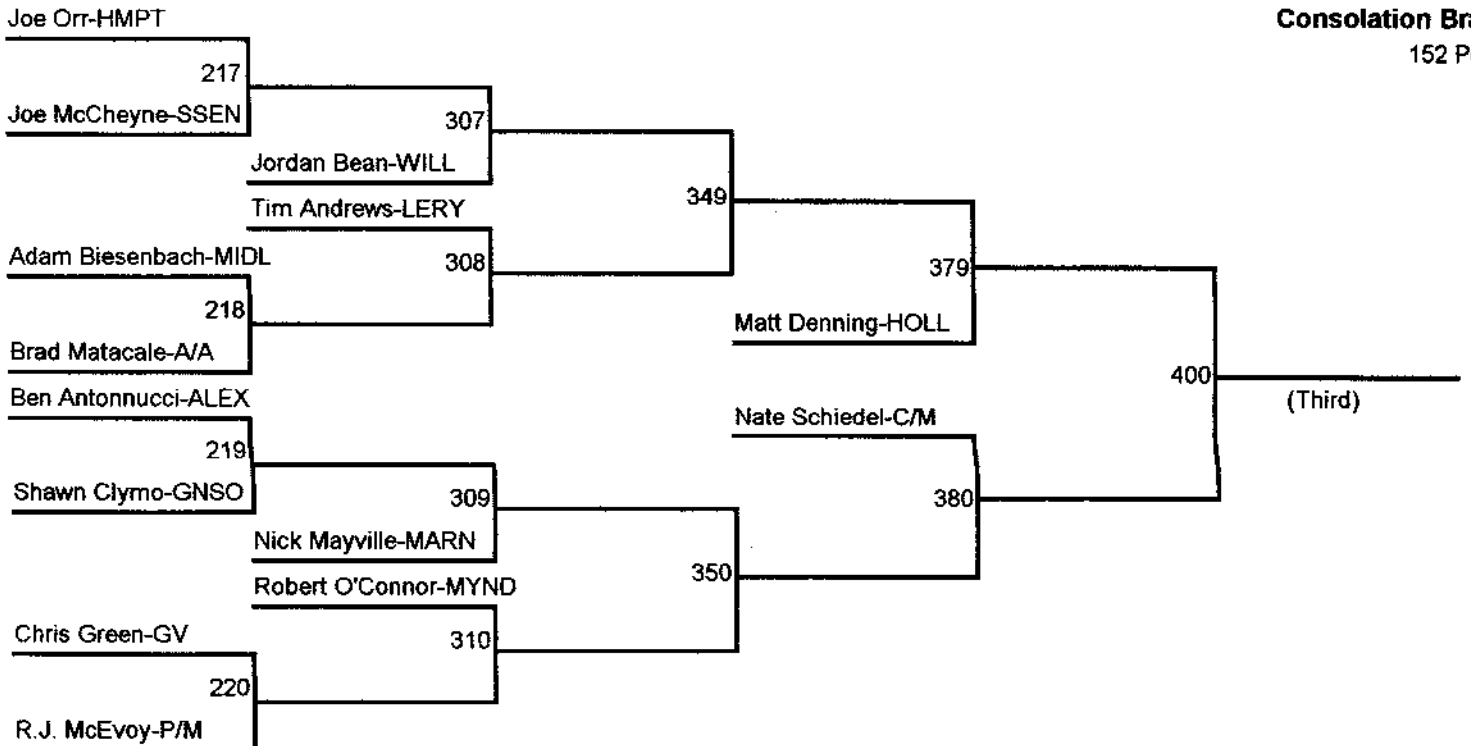 Joe Orr-HMPT
Consolation
152
217
Joe McCheyne-SSEN
307
Jordan Bean-WILL
349
Tim Andrews-LERY
Adam Biesenbach-MIDL
308
379
218
Matt Denning-HOLL
Brad Matacale-A/A
400
Ben Antonnucci-ALEX
(Third)
Nate Schiedel-C/M
219
Shawn Clymo-GNSO
309
380
Nick Mayville-MARN
350
Robert O'Connor-MYND
Chris Green-GV
310
220
R.J. McEvoy-P/M